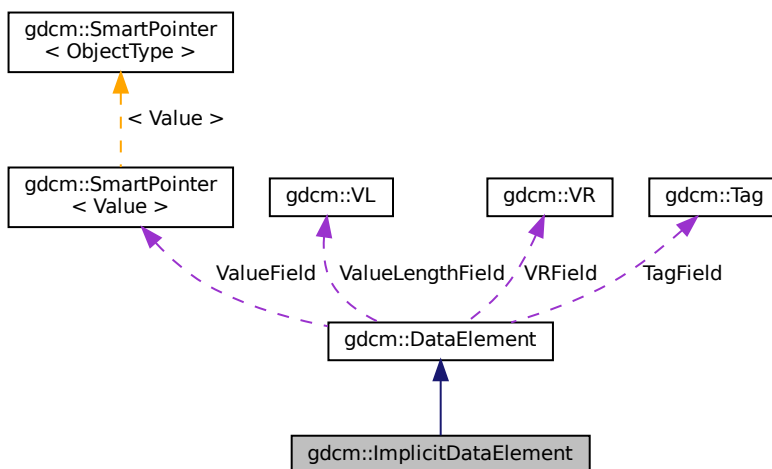 gdcm::SmartPointer
< ObjectType >
< Value >
gdcm::SmartPointer
< Value >
gdcm::VL
gdcm::VR
gdcm::Tag
ValueField
ValueLengthField
VRField
TagField
gdcm::DataElement
gdcm::ImplicitDataElement